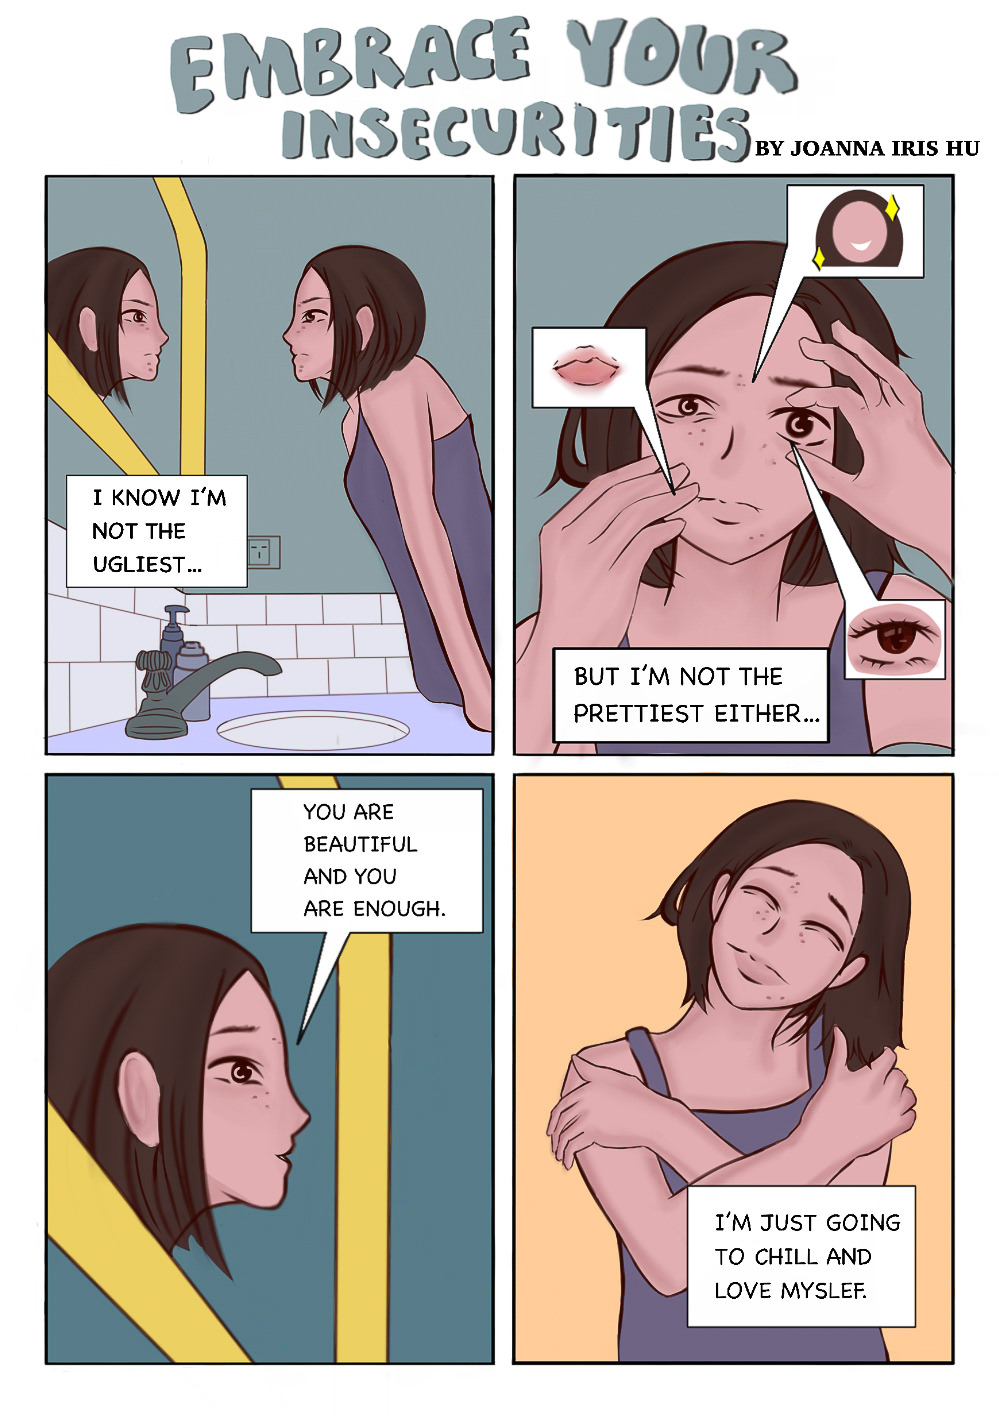 EMBRACE YOUR
INSECURITIES
BY JOANNA IRIS HU
I KNOW I'M
NOT THE
UGLIEST...
BUT I'M NOT THE
PRETTIEST EITHER...
YOU ARE
BEAUTIFUL
AND YOU
ARE ENOUGH.
I'M JUST GOING
TO CHILL AND
LOVE MYSLEF.